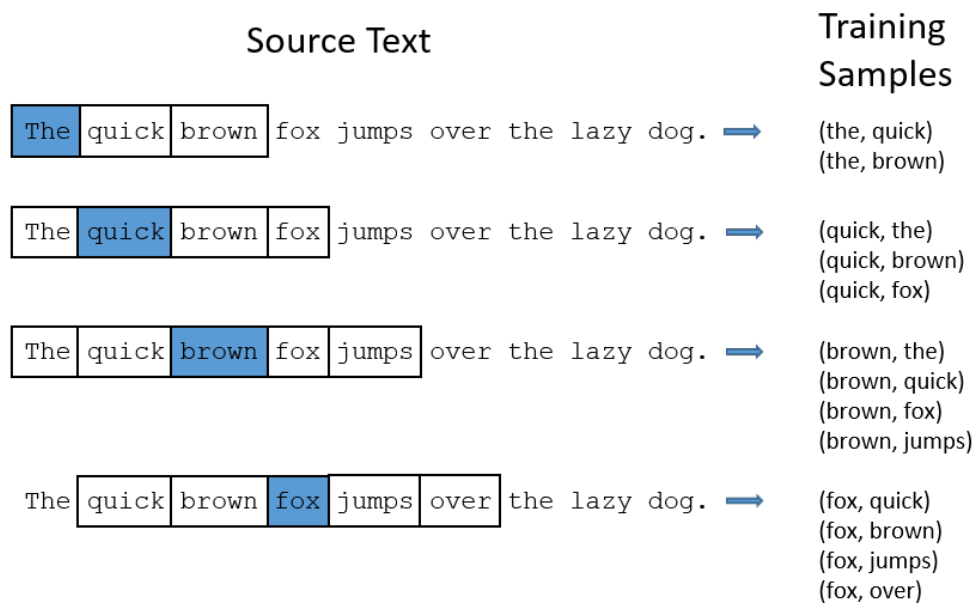 Source Text
Training
Samples
The quick brown fox jumps over the lazy dog.
(the, quick)
(the, brown)
The quick brown fox jumps over the lazy dog.
(quick, the)
(quick, brown)
(quick, fox)
The quick brown fox jumps over the lazy dog.
(brown, the)
(brown, quick)
(brown, fox)
(brown, jumps)
The quick brown fox jumps over the lazy dog.
(fox, quick)
(fox, brown)
(fox, jumps)
(fox, over)